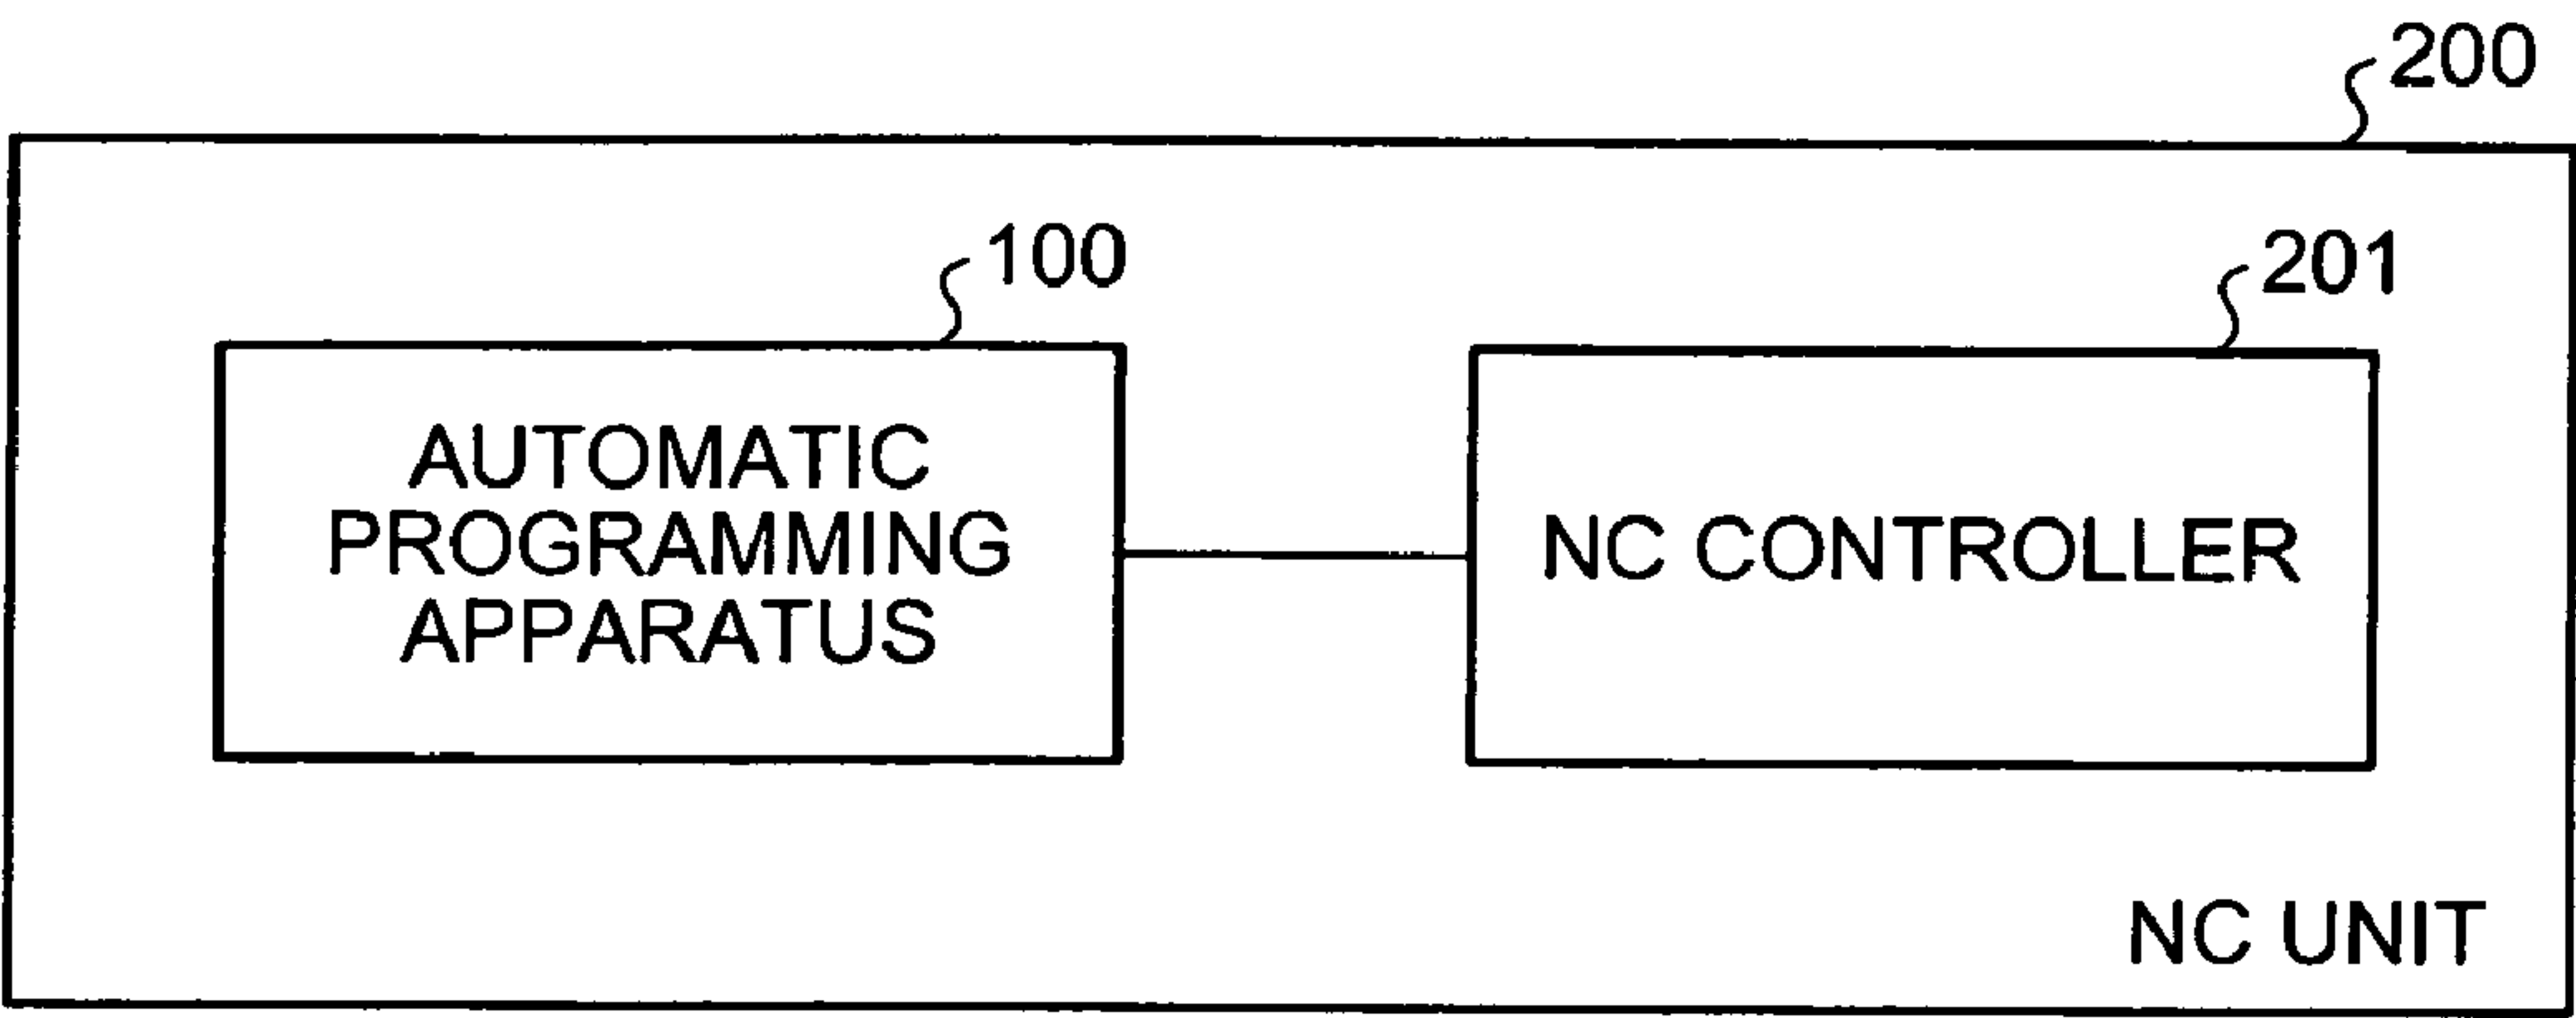 200
100
201
AUTOMATIC
PROGRAMMING
APPARATUS
NC CONTROLLER
NC UNIT